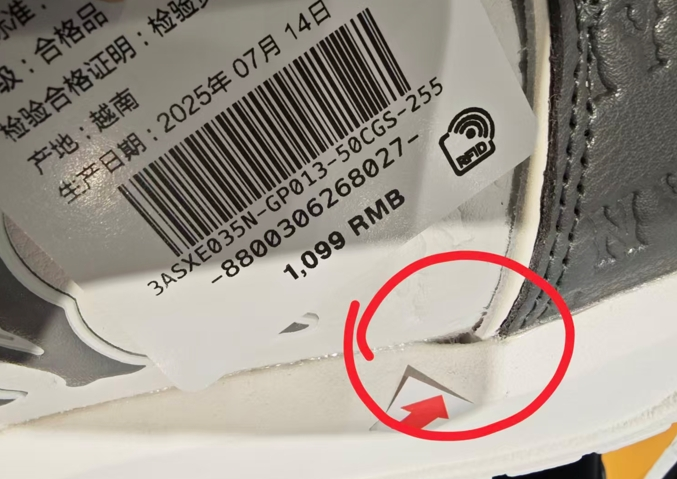 标准：
级：合格品
检验合格证明：检验
产地：越南
生产日期：2025年 07月 14日
3ASXE035N-GP013-50CGS-255
-8800306268027-
1,099 RMB
RFID